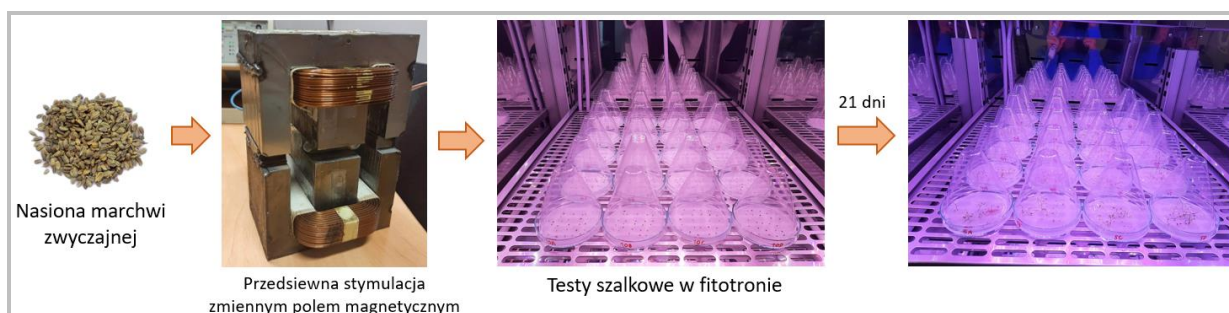 Nasiona marchwi
zwyczajnej
Przedsiewna stymulacja
zmiennym polem magnetycznym
Testy szalkowe w fitotronie
21 dni